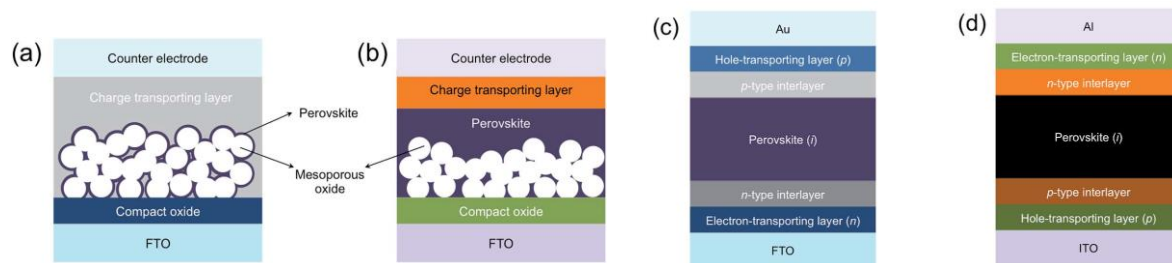 (a)
Counter electrode
Charge transporting layer
Perovskite
Mesoporous
oxide
Compact oxide
FTO
(b)
Counter electrode
Charge transporting layer
Perovskite
Compact oxide
FTO
(c)
Au
Hole-transporting layer (p)
p-type interlayer
Perovskite (i)
n-type interlayer
Electron-transporting layer (n)
FTO
(d)
Al
Electron-transporting layer (n)
n-type interlayer
Perovskite (i)
p-type interlayer
Hole-transporting layer (p)
ITO